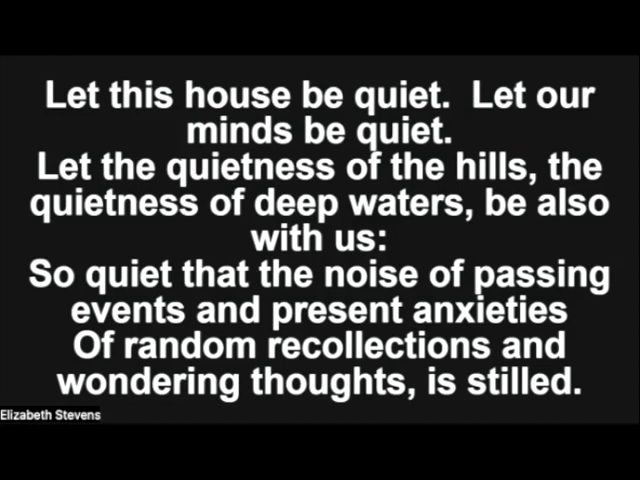 Let this house be quiet.  Let our
minds be quiet.
Let the quietness of the hills, the
quietness of deep waters, be also
with us:
So quiet that the noise of passing
events and present anxieties
Of random recollections and
wondering thoughts, is stilled.
Elizabeth Stevens